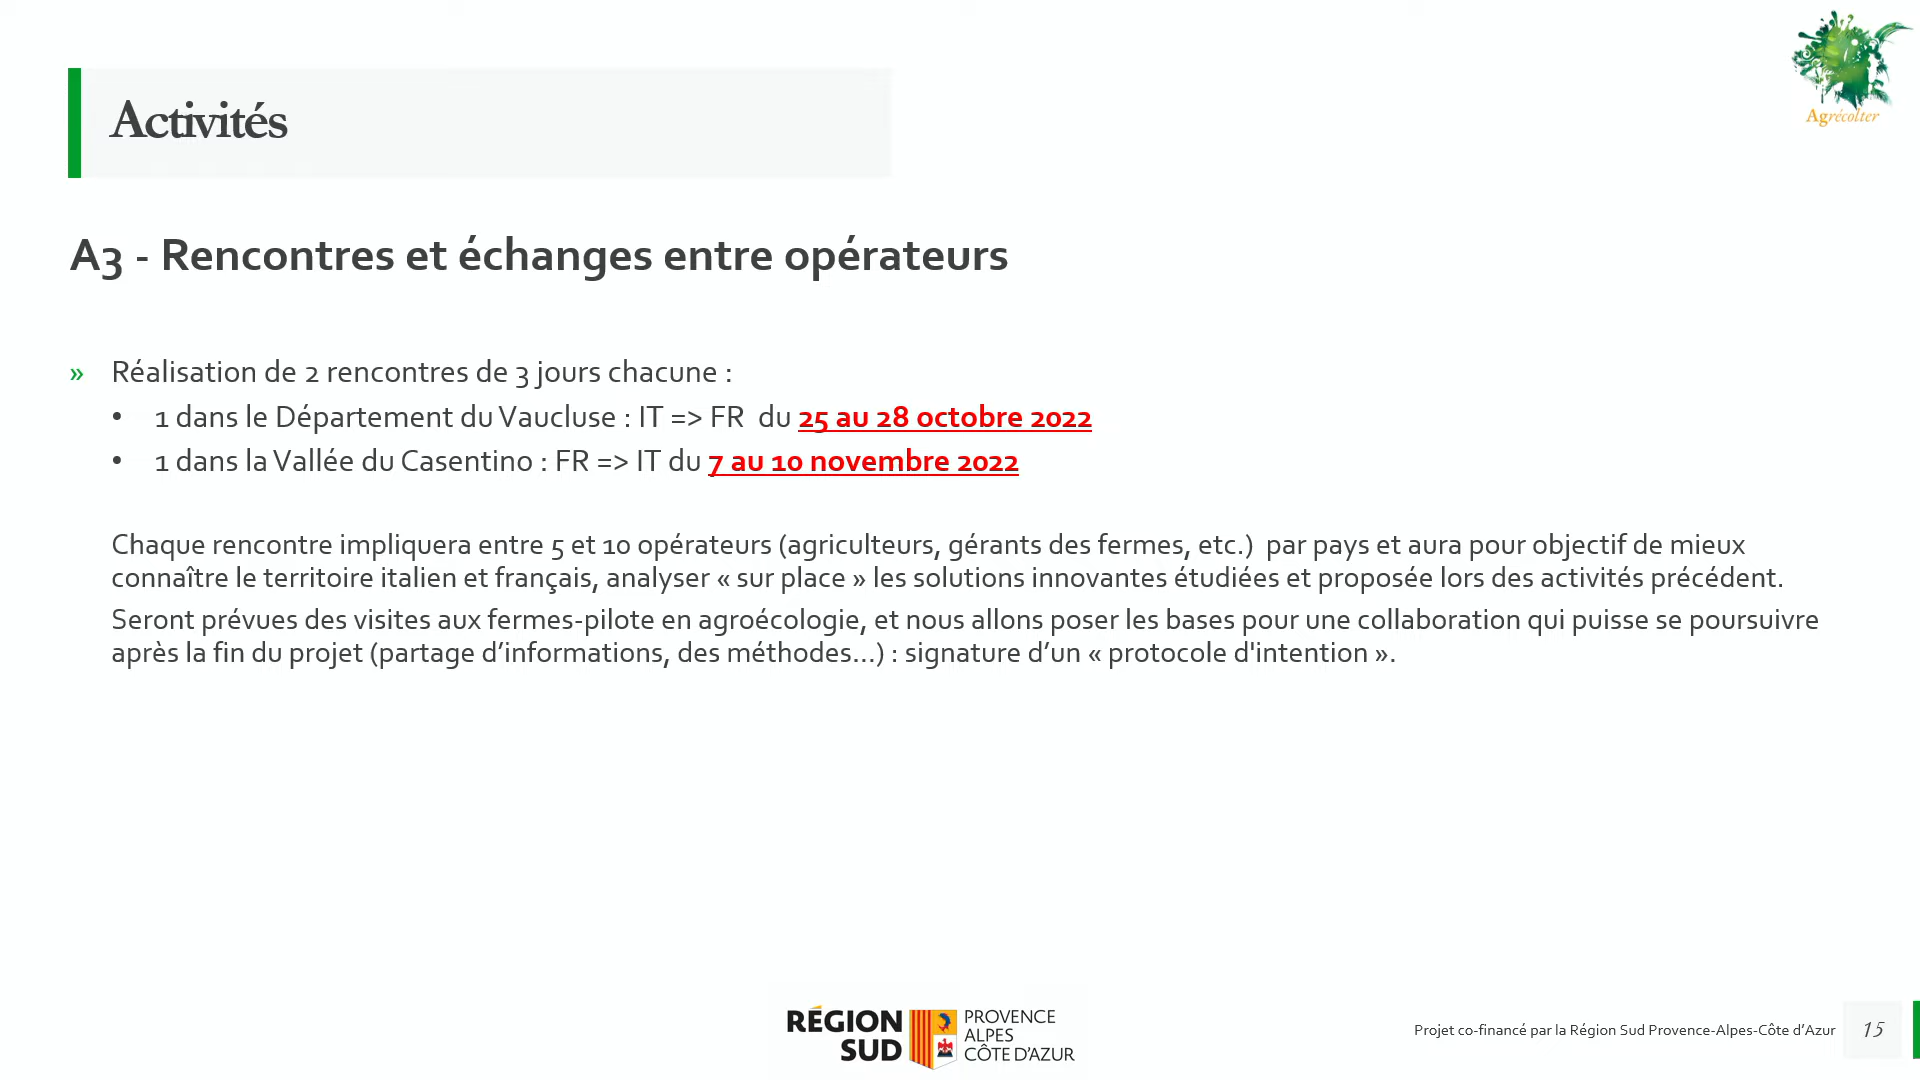 Agrécolter
Activités
A3 - Rencontres et échanges entre opérateurs
» Réalisation de 2 rencontres de 3 jours chacune :
• 1 dans le Département du Vaucluse : IT => FR  du 25 au 28 octobre 2022
• 1 dans la Vallée du Casentino : FR => IT du 7 au 10 novembre 2022
Chaque rencontre impliquera entre 5 et 10 opérateurs (agriculteurs, gérants des fermes, etc.)  par pays et aura pour objectif de mieux
connaître le territoire italien et français, analyser « sur place » les solutions innovantes étudiées et proposée lors des activités précédent.
Seront prévues des visites aux fermes-pilote en agroécologie, et nous allons poser les bases pour une collaboration qui puisse se poursuivre
après la fin du projet (partage d’informations, des méthodes…) : signature d’un « protocole d'intention ».
RÉGION
SUD
PROVENCE
ALPES
CÔTE D’AZUR
Projet co-financé par la Région Sud Provence-Alpes-Côte d’Azur
15